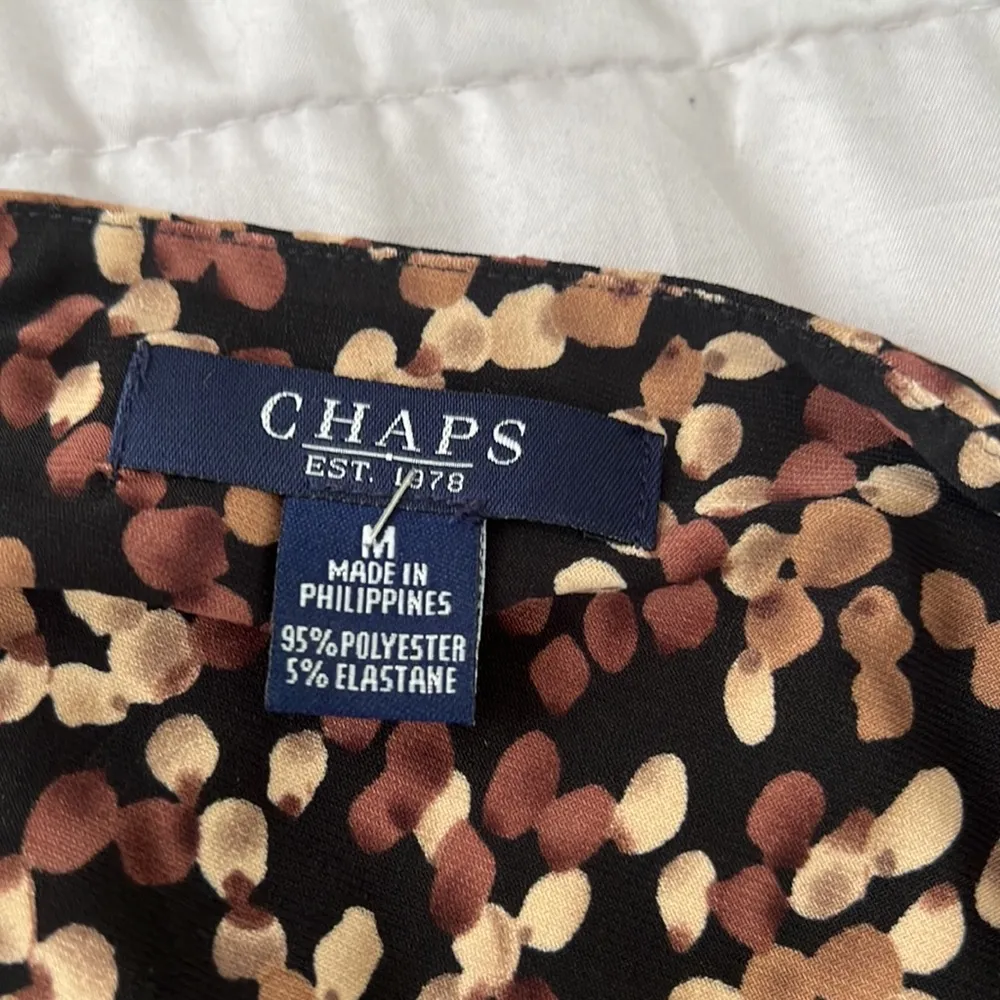 CHAPS
EST. 1978
M
MADE IN
PHILIPPINES
95% POLYESTER
5% ELASTANE